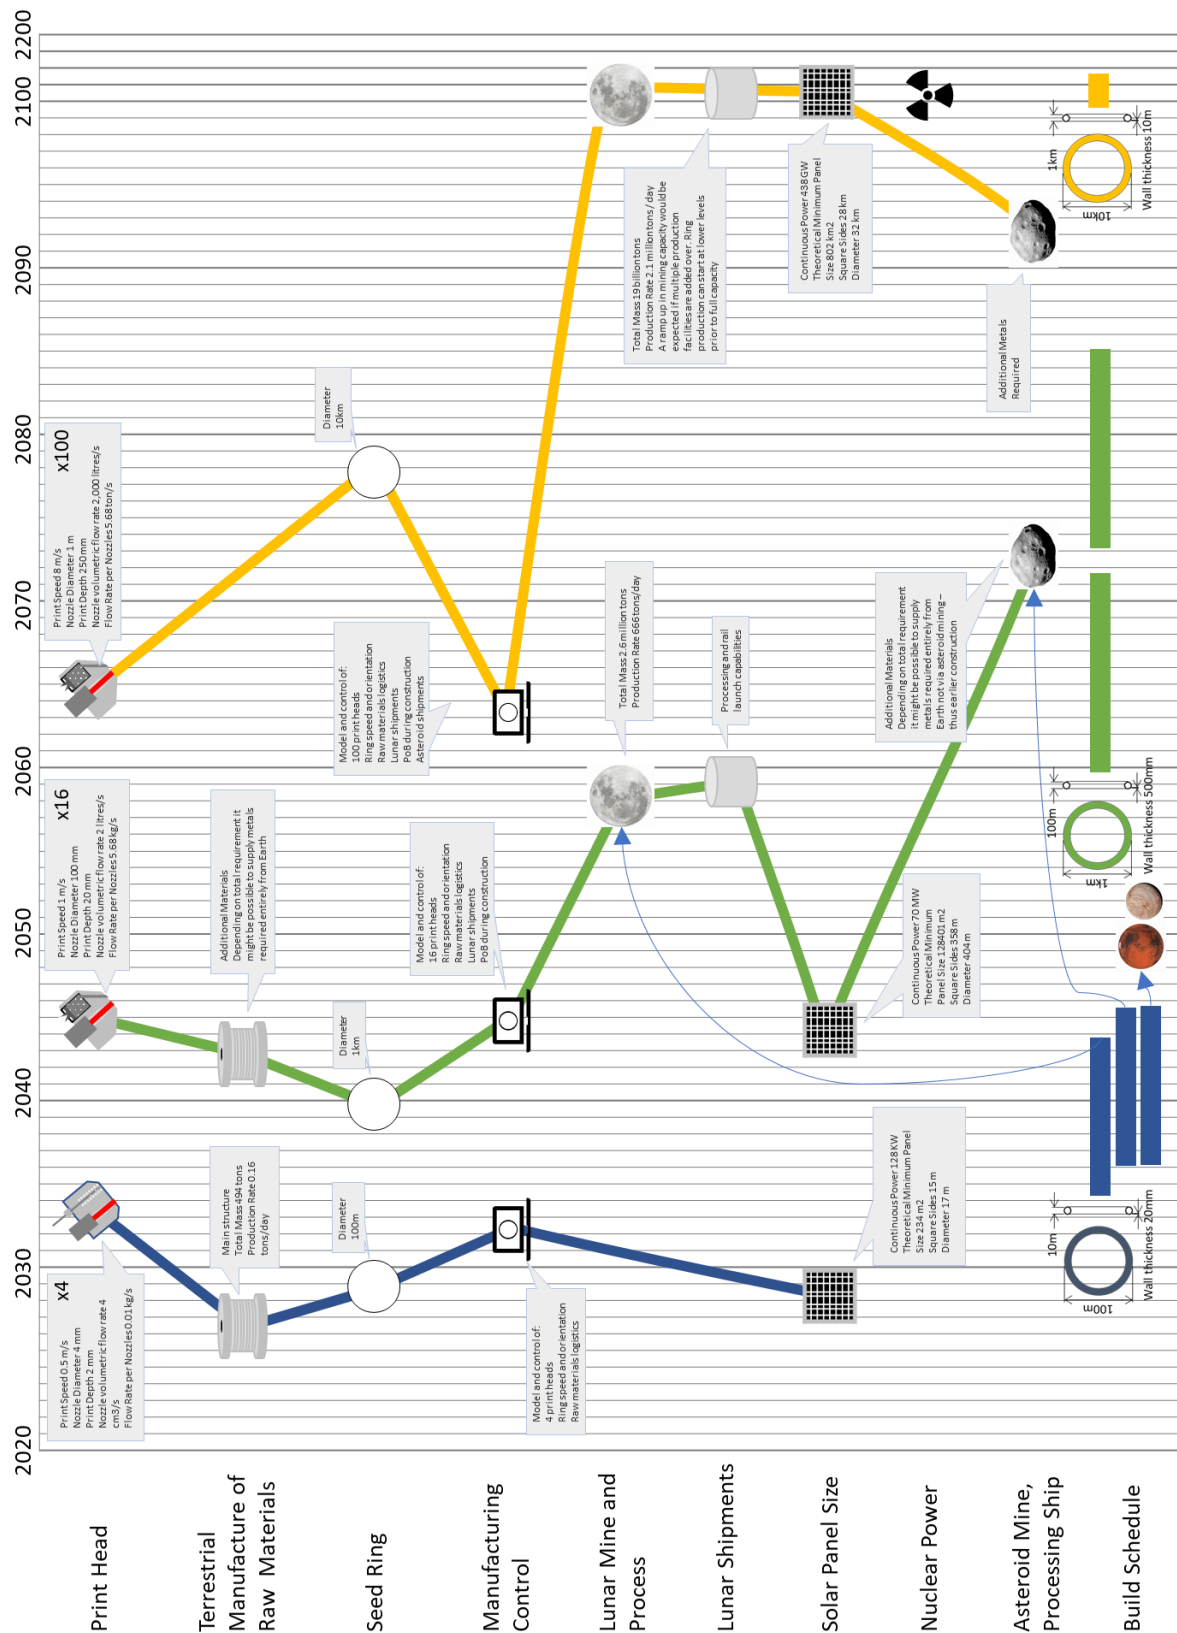 2020
2030
2040
2050
2060
2070
2080
2090
2100
2200
Print Head
x4
Print Speed 0.5 m/s
Nozzle Diameter 4 mm
Print Depth 2 mm
Nozzle volumetric flow rate 4
cm3/s
Flow Rate per Nozzles 0.01 kg/s
x16
Print Speed 1 m/s
Nozzle Diameter 100 mm
Print Depth 20 mm
Nozzle volumetric flow rate 2 litres/s
Flow Rate per Nozzles 5.68 kg/s
x100
Print Speed 8 m/s
Nozzle Diameter 1 m
Print Depth 250 mm
Nozzle volumetric flow rate 2,000 litres/s
Flow Rate per Nozzles 5.68 ton/s
Terrestrial
Manufacture of
Raw Materials
Main structure
Total Mass 494 tons
Production Rate 0.16
tons/day
Additional Materials
Depending on total requirement it
might be possible to supply metals
required entirely from Earth
Seed Ring
Diameter
100m
Diameter
1km
Diameter
10km
Manufacturing
Control
Model and control of:
4 print heads
Ring speed and orientation
Raw materials logistics
Model and control of:
16 print heads
Ring speed and orientation
Raw materials logistics
Lunar shipments
PoB during construction
Model and control of:
100 print heads
Ring speed and orientation
Raw materials logistics
Lunar shipments
PoB during construction
Asteroid shipments
Lunar Mine and
Process
Total Mass 2.6 million tons
Production Rate 666 tons/day
Total Mass 19 billion tons
Production Rate 2.1 million tons / day
A ramp up in mining capacity would be
expected if multiple production
facilities are added over. Ring
production can start at lower levels
prior to full capacity
Lunar Shipments
Processing and rail
launch capabilities
Solar Panel Size
Continuous Power 128KW
Theoretical Minimum Panel
Size 234 m2
Square Sides 15 m
Diameter 17 m
Continuous Power 70 MW
Theoretical Minimum
Panel Size 128401 m2
Square Sides 358 m
Diameter 404 m
Continuous Power 438 GW
Theoretical Minimum Panel
Size 802 km2
Square Sides 28 km
Diameter 32 km
Nuclear Power
Asteroid Mine,
Processing Ship
Additional Materials
Depending on total requirement
it might be possible to supply
metals required entirely from
Earth not via asteroid mining –
thus earlier construction
Additional Metals
Required
Build Schedule
100m
10m
Wall thickness 20mm
1km
100m
Wall thickness 500mm
10km
1km
Wall thickness 10m